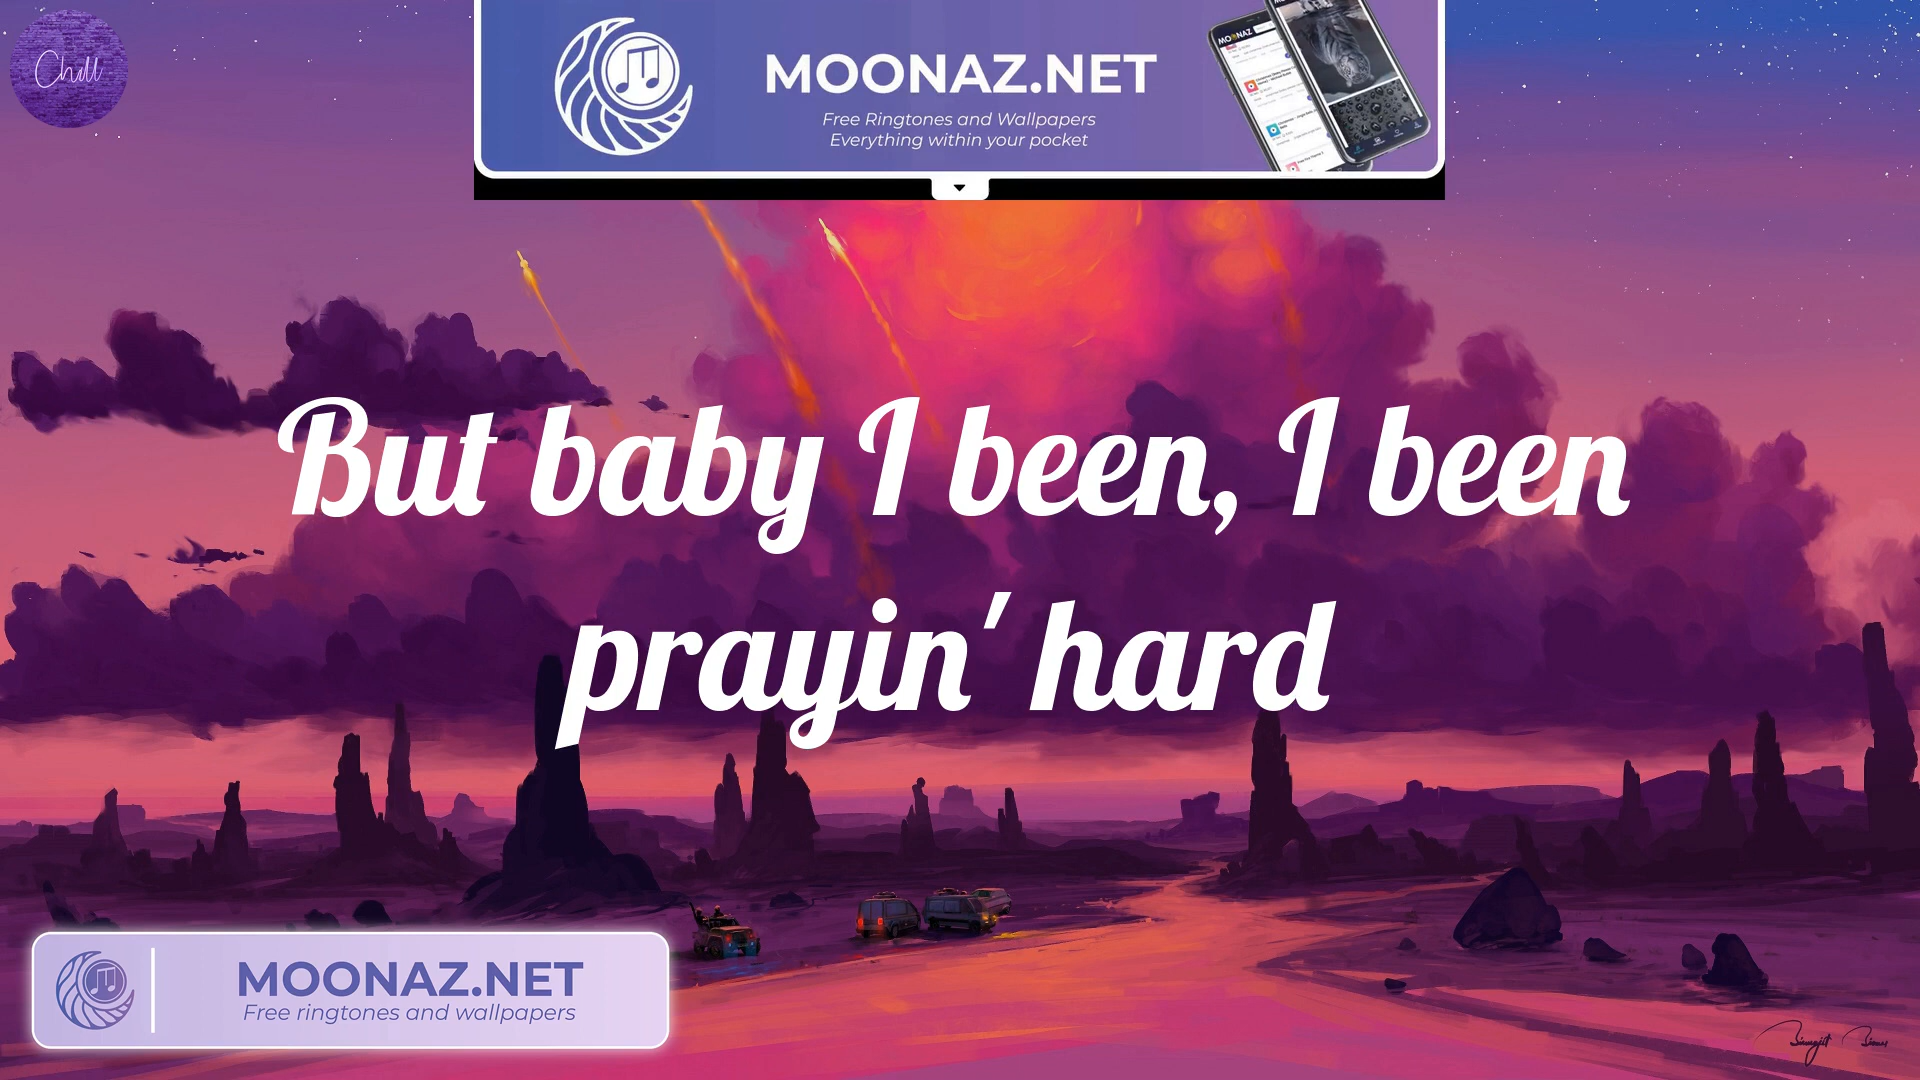 Chill
MOONAZ.NET
Free Ringtones and Wallpapers
Everything within your pocket
MOONAZ
But baby I been, I been
prayin' hard
MOONAZ.NET
Free ringtones and wallpapers